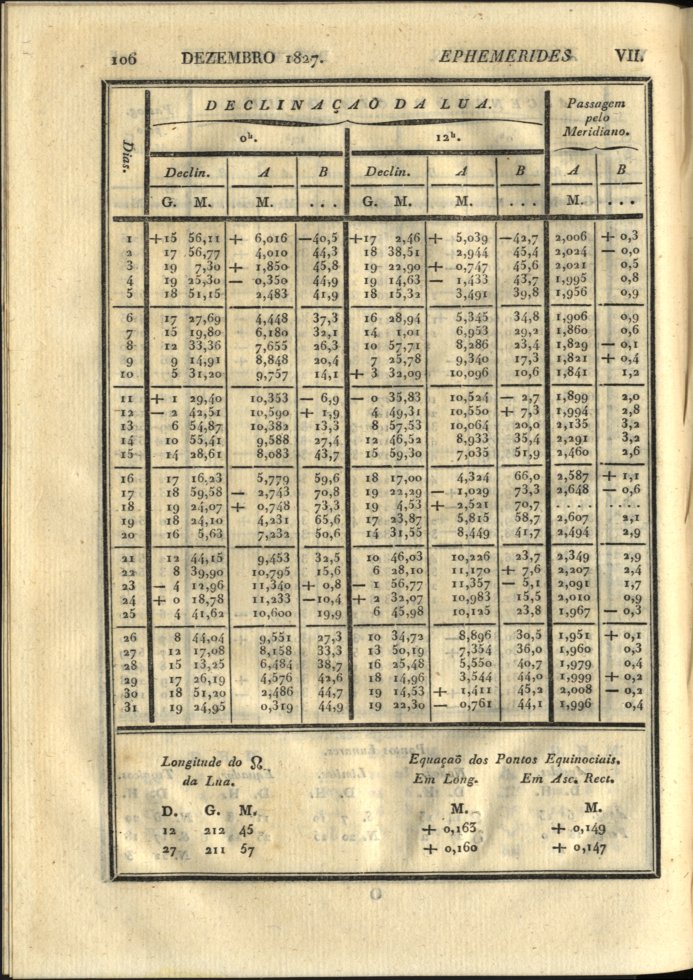 106 DEZEMBRO 1827. EPHEMERIDES VII.
DECLINAÇAÕ DA LUA. Passagem
pelo
Meridiano.
Dias. 0h. 12h.
Declin. A B Declin. A B A B
G. M. M. ... G. M. M. ... M. ...
1 +15 56,11 + 6,016 —40,5 +17 2,46 + 5,039 —42,7 2,006 + 0,3
2 17 56,77 4,010 44,3 18 38,51 2,944 45,4 2,024 — 0,0
3 19 7,30 + 1,850 45,8 19 22,90 + 0,747 45,6 2,021 0,5
4 19 25,30 — 0,350 44,9 19 14,63 — 1,433 43,7 1,995 0,8
5 18 51,15 2,483 41,9 18 15,32 3,491 39,8 1,956 0,9
6 17 27,69 4,448 37,3 16 28,94 5,345 34,8 1,906 0,9
7 15 19,80 6,180 32,1 14 1,01 6,953 29,2 1,860 0,6
8 12 33,36 7,655 26,3 10 57,71 8,286 23,4 1,829 — 0,1
9 9 14,91 8,848 20,4 7 25,78 9,340 17,3 1,821 + 0,4
10 5 31,20 9,757 14,1 + 3 32,09 10,096 10,6 1,841 1,2
11 + 1 29,40 10,353 — 6,9 — 0 35,83 10,524 — 2,7 1,899 2,0
12 — 2 42,51 10,590 + 1,9 4 49,31 10,550 + 7,3 1,994 2,8
13 6 54,87 10,382 13,3 8 57,53 10,064 20,0 2,135 3,2
14 10 55,41 9,588 27,4 12 46,52 8,933 35,4 2,291 3,2
15 14 28,61 8,083 43,7 15 59,30 7,035 51,9 2,460 2,6
16 17 16,23 5,779 59,6 18 17,00 4,324 66,0 2,587 + 1,1
17 18 59,58 — 2,743 70,8 19 22,29 — 1,029 73,3 2,648 — 0,6
18 19 24,07 + 0,748 73,3 19 4,53 + 2,521 70,7 . . . . . . . .
19 18 24,10 4,231 65,6 17 23,87 5,815 58,7 2,607 2,1
20 16 5,63 7,232 50,6 14 31,55 8,449 41,7 2,494 2,9
21 12 44,15 9,453 32,5 10 46,03 10,226 23,7 2,349 2,9
22 8 39,90 10,795 15,6 6 28,10 11,170 + 7,6 2,207 2,4
23 — 4 12,96 11,340 + 0,8 — 1 56,77 11,357 — 5,1 2,091 1,7
24 + 0 18,78 11,233 —10,4 + 2 32,07 10,983 15,5 2,010 0,9
25 4 41,62 10,600 19,9 6 45,98 10,125 23,8 1,967 — 0,3
26 8 44,04 + 9,551 27,3 10 34,72 8,896 30,5 1,951 + 0,1
27 12 17,08 8,158 33,3 13 50,19 7,354 36,0 1,960 0,3
28 15 13,25 6,484 38,7 16 25,48 5,550 40,7 1,979 0,4
29 17 26,19 + 4,576 42,6 18 14,96 3,544 44,0 1,999 + 0,2
30 18 51,20 — 2,486 44,7 19 14,53 + 1,411 45,2 2,008 — 0,2
31 19 24,95 0,319 44,9 19 22,30 — 0,761 44,1 1,996 0,4
Longitude do ☊ Equaçaõ dos Pontos Equinociais.
da Lua. Em Long. Em Asc. Rect.
D. G. M. M. M.
12 212 45 + 0,163 + 0,149
27 211 57 + 0,160 + 0,147